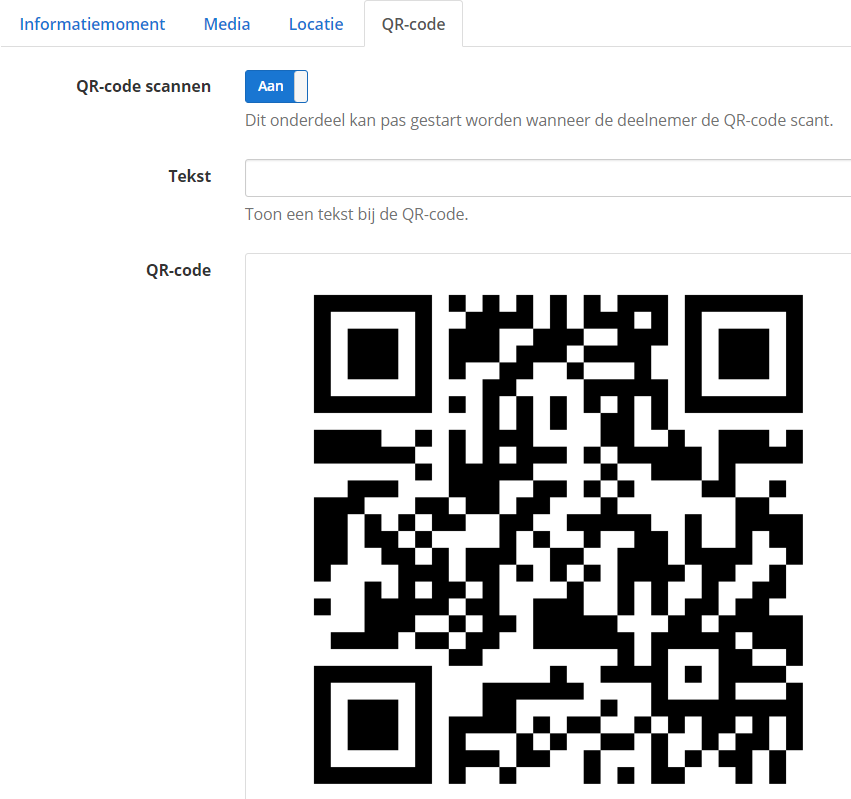 Informatiemoment Media Locatie QR-code
QR-code scannen Aan
Dit onderdeel kan pas gestart worden wanneer de deelnemer de QR-code scant.
Tekst
Toon een tekst bij de QR-code.
QR-code